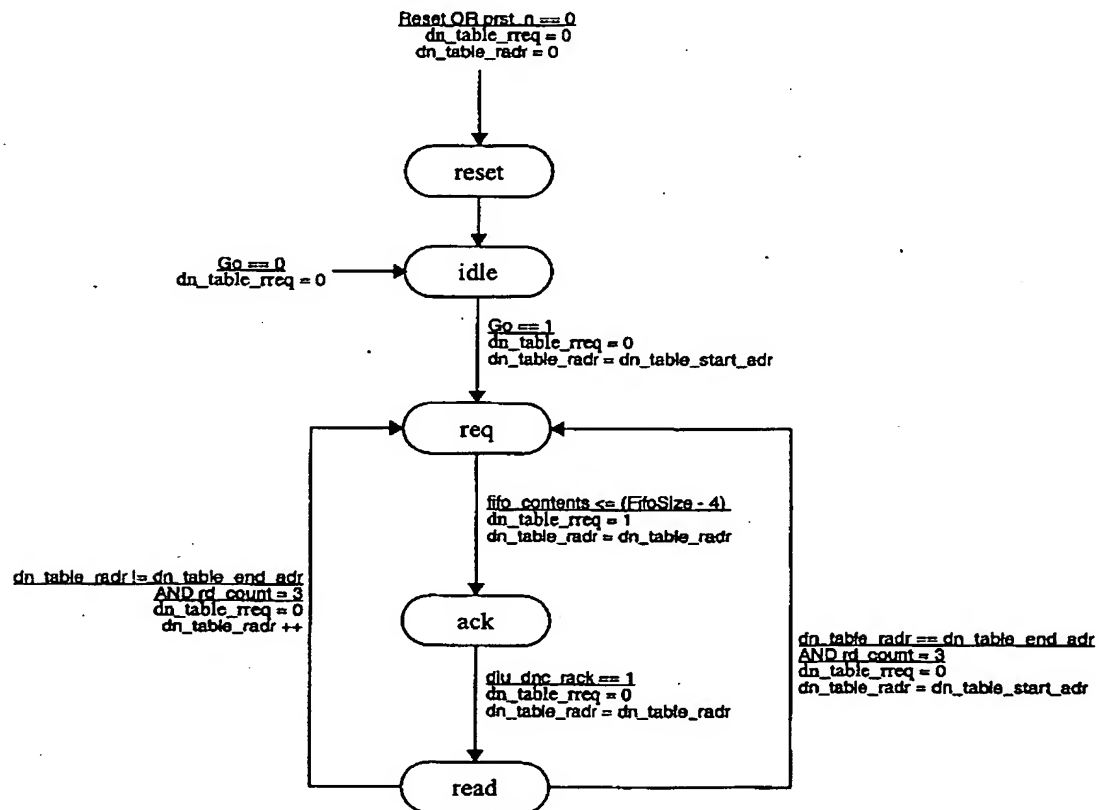 Reset OR prst_n == 0
dn_table_rreq = 0
dn_table_radr = 0
reset
idle
Go == 0
dn_table_rreq = 0
Go == 1
dn_table_rreq = 0
dn_table_radr = dn_table_start_adr
req
fifo_contents <= (FifoSize - 4)
dn_table_rreq = 1
dn_table_radr = dn_table_radr
dn_table_radr != dn_table_end_adr
AND rd_count = 3
dn_table_rreq = 0
dn_table_radr ++
ack
diu_dnc_rack == 1
dn_table_rreq = 0
dn_table_radr = dn_table_radr
dn_table_radr == dn_table_end_adr
AND rd_count = 3
dn_table_rreq = 0
dn_table_radr = dn_table_start_adr
read